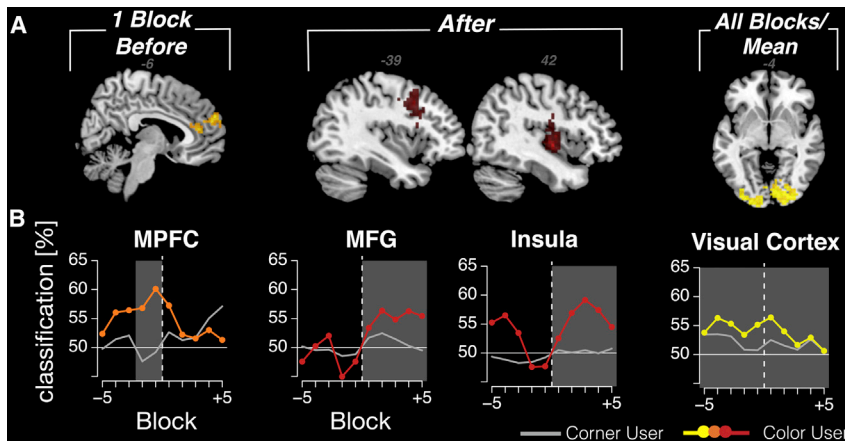 A
1 Block
Before
After
All Blocks/
Mean
-6
-39
42
-4
B
MPFC
MFG
Insula
Visual Cortex
classification [%]
65
60
55
50
−5
+5
Block
65
60
55
50
−5
+5
Block
65
60
55
50
−5
+5
65
60
55
50
−5
+5
Corner User
Color User